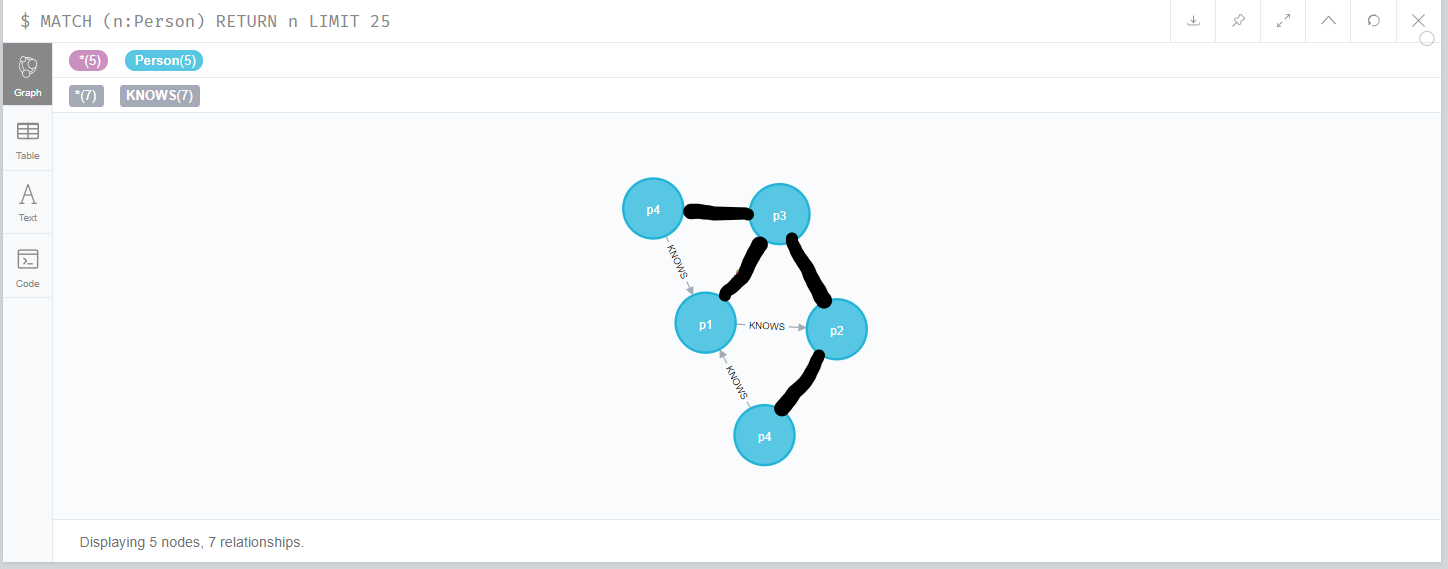 $ MATCH (n:Person) RETURN n LIMIT 25
*(5) Person(5)
Graph
*(7) KNOWS(7)
Table
Text
Code
p4
p3
KNOWS
p1
KNOWS
p2
KNOWS
p4
Displaying 5 nodes, 7 relationships.